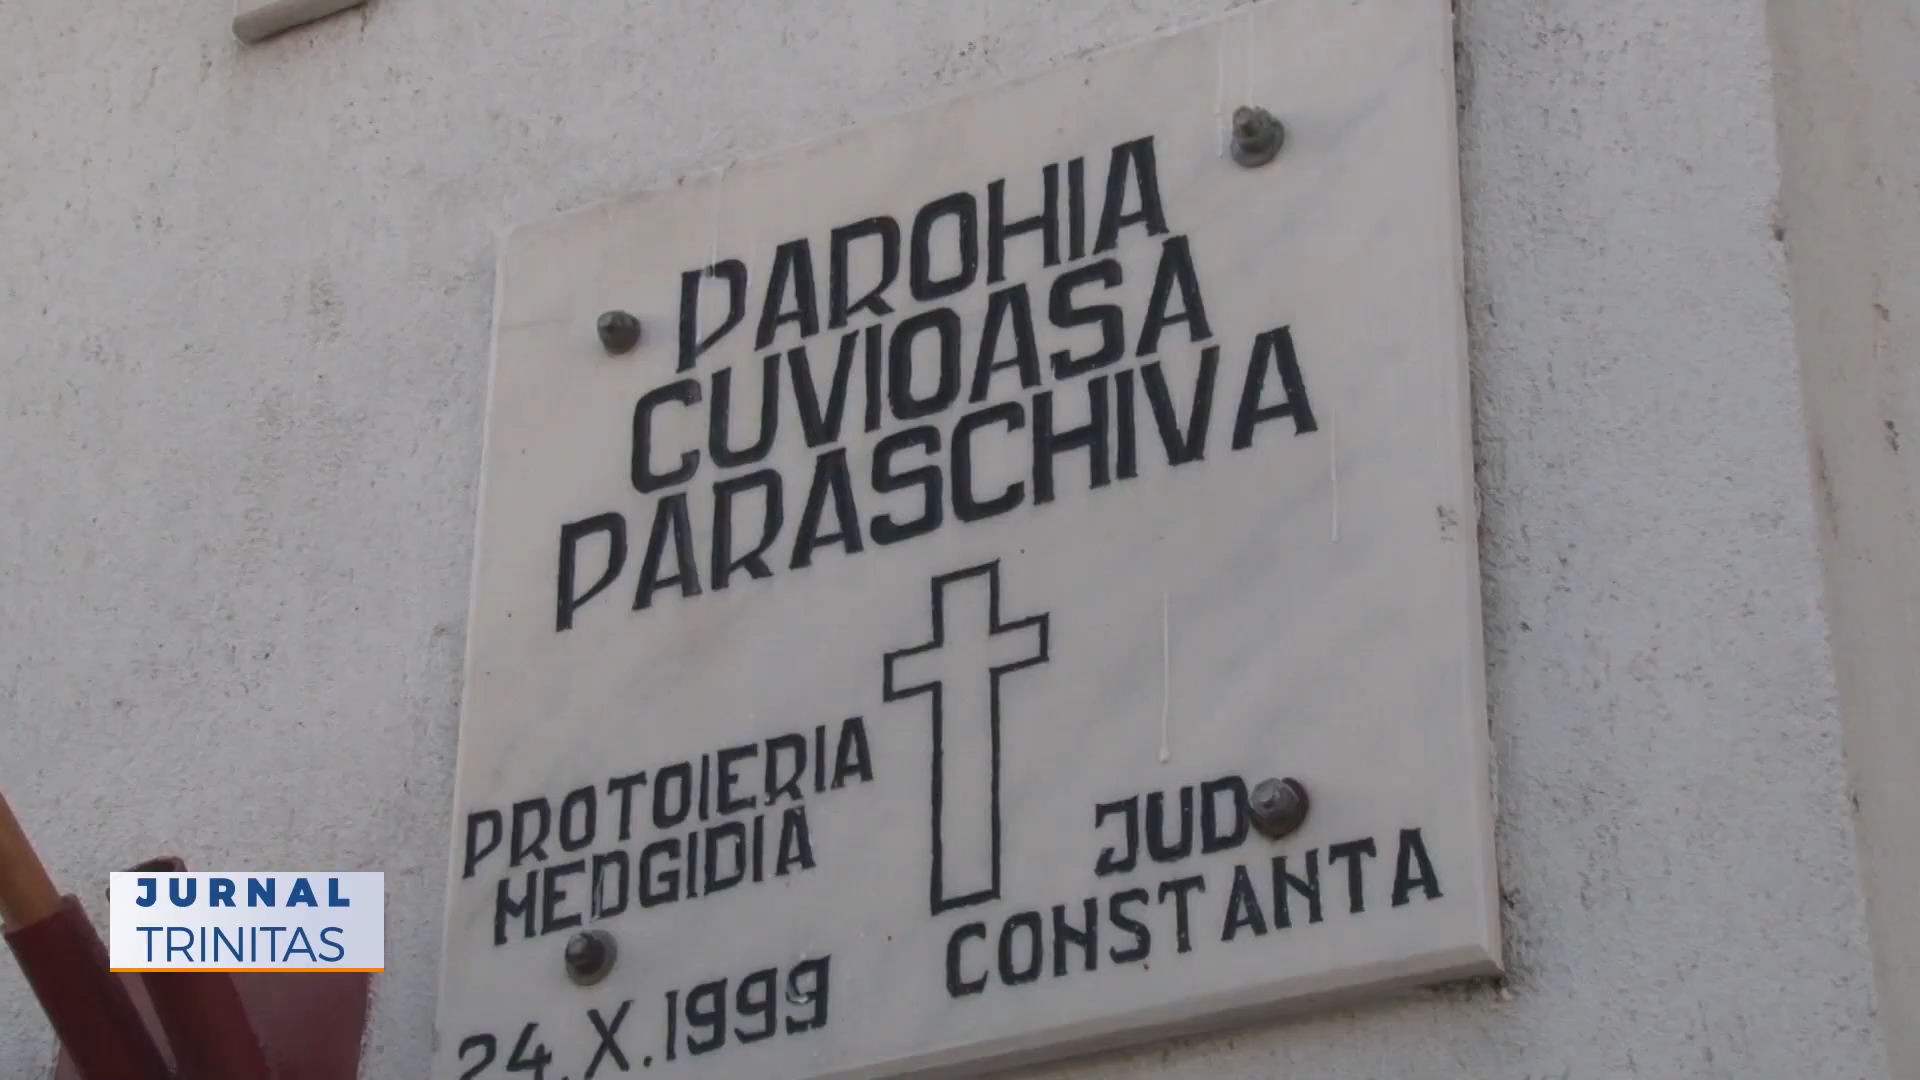 PAROHIA
CUVIOASA
PARASCHIVA
PROTOIERIA
MEDGIDIA
JUD
CONSTANTA
24.X.1999
JURNAL
TRINITAS